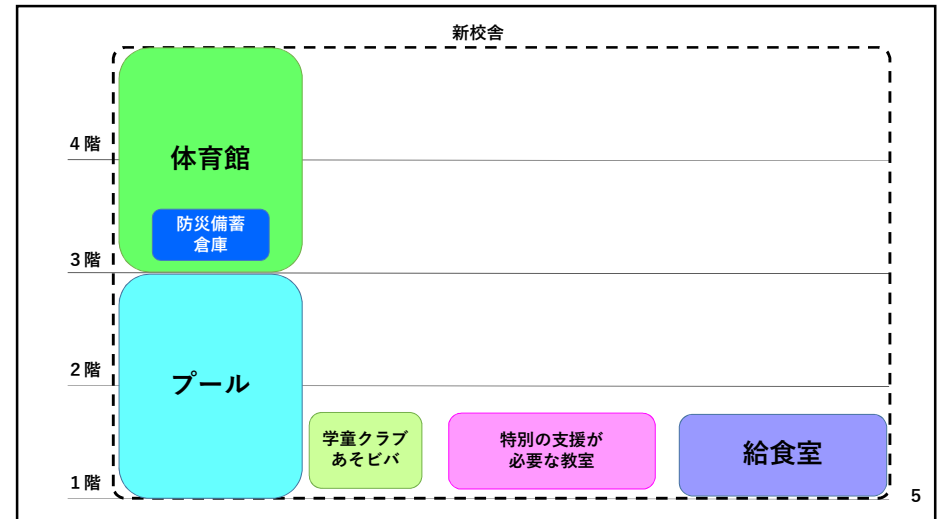 新校舎
4階
体育館
防災備蓄
倉庫
3階
2階
プール
学童クラブ
あそビバ
特別の支援が
必要な教室
給食室
1階
5